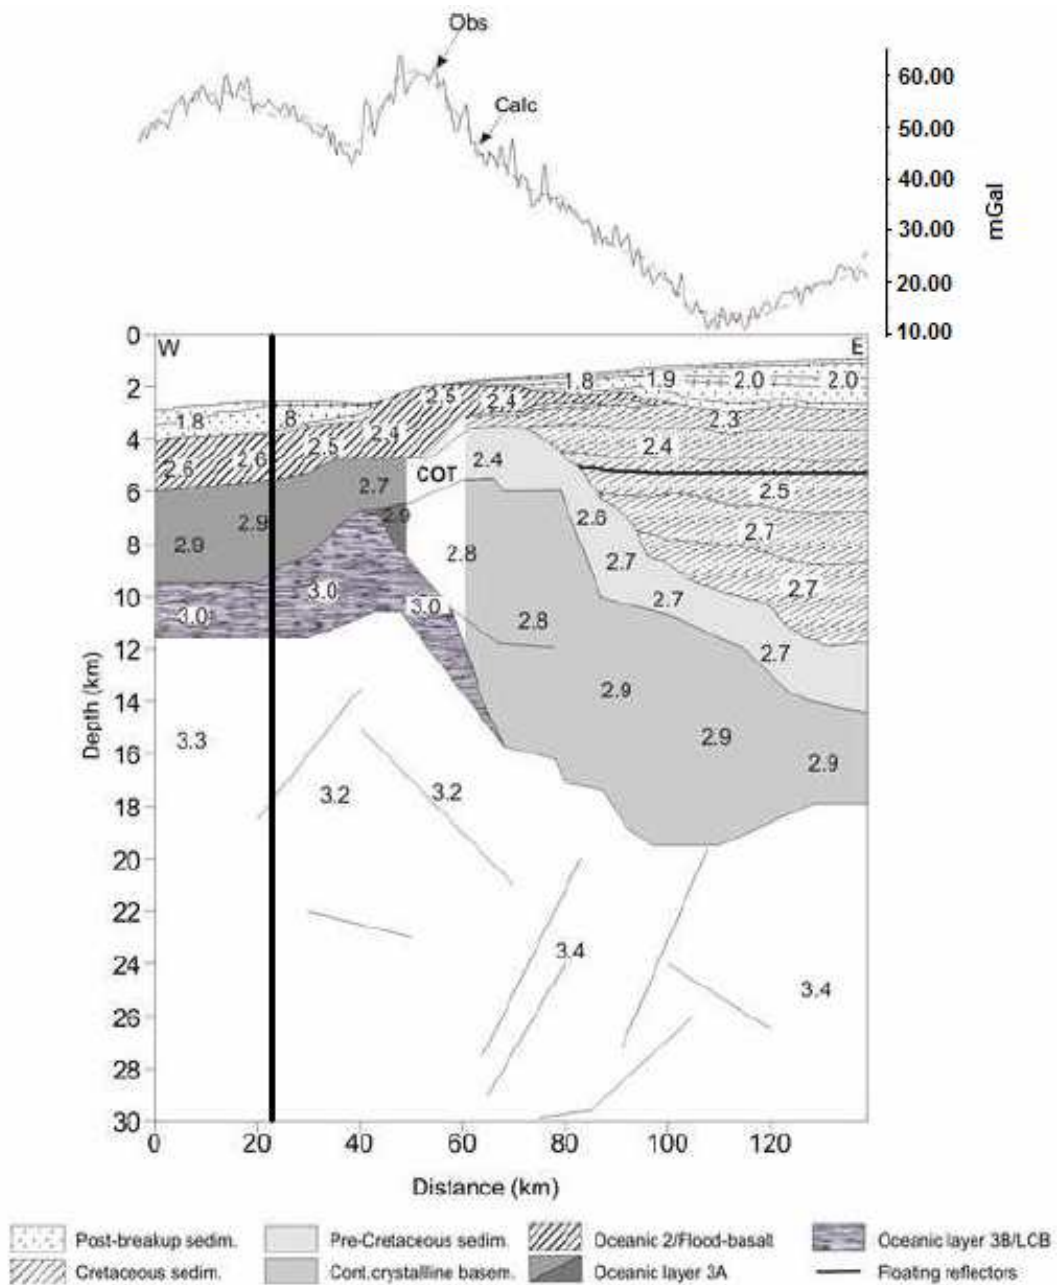 Obs
Calc
60.00
50.00
40.00
30.00
20.00
10.00
mGal
W
E
0
2
4
6
8
10
12
14
16
18
20
22
24
26
28
30
Depth (km)
1.8 1.9 2.0 2.0
1.8 8 2.5 2.4 2.3
2.6 2.6 2.5 2.4 2.4
COT 2.4
2.7 2.5
2.9 2.9 2.9 2.6 2.7
2.8 2.7
3.0 3.0 3.0 2.7 2.7
2.8 2.7
2.9
3.3 2.9 2.9
3.2 3.2
3.4
3.4
0 20 40 60 80 100 120
Distance (km)
Post-breakup sedim. Pre-Cretaceous sedim. Oceanic 2/Flood-basalt Oceanic layer 3B/LCB
Cretaceous sedim. Cont.crystalline basem. Oceanic layer 3A Floating reflectors